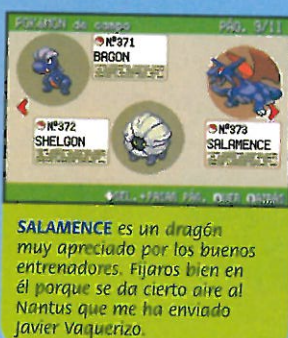 POKéMON de campo PÁG. 9/11
Nº371
BAGON
Nº372
SHELGON
Nº373
SALAMENCE
SALAMENCE es un dragón
muy apreciado por los buenos
entrenadores. Fijaros bien en
él porque se da cierto aire al
Nantus que me ha enviado
Javier Vaquerizo.